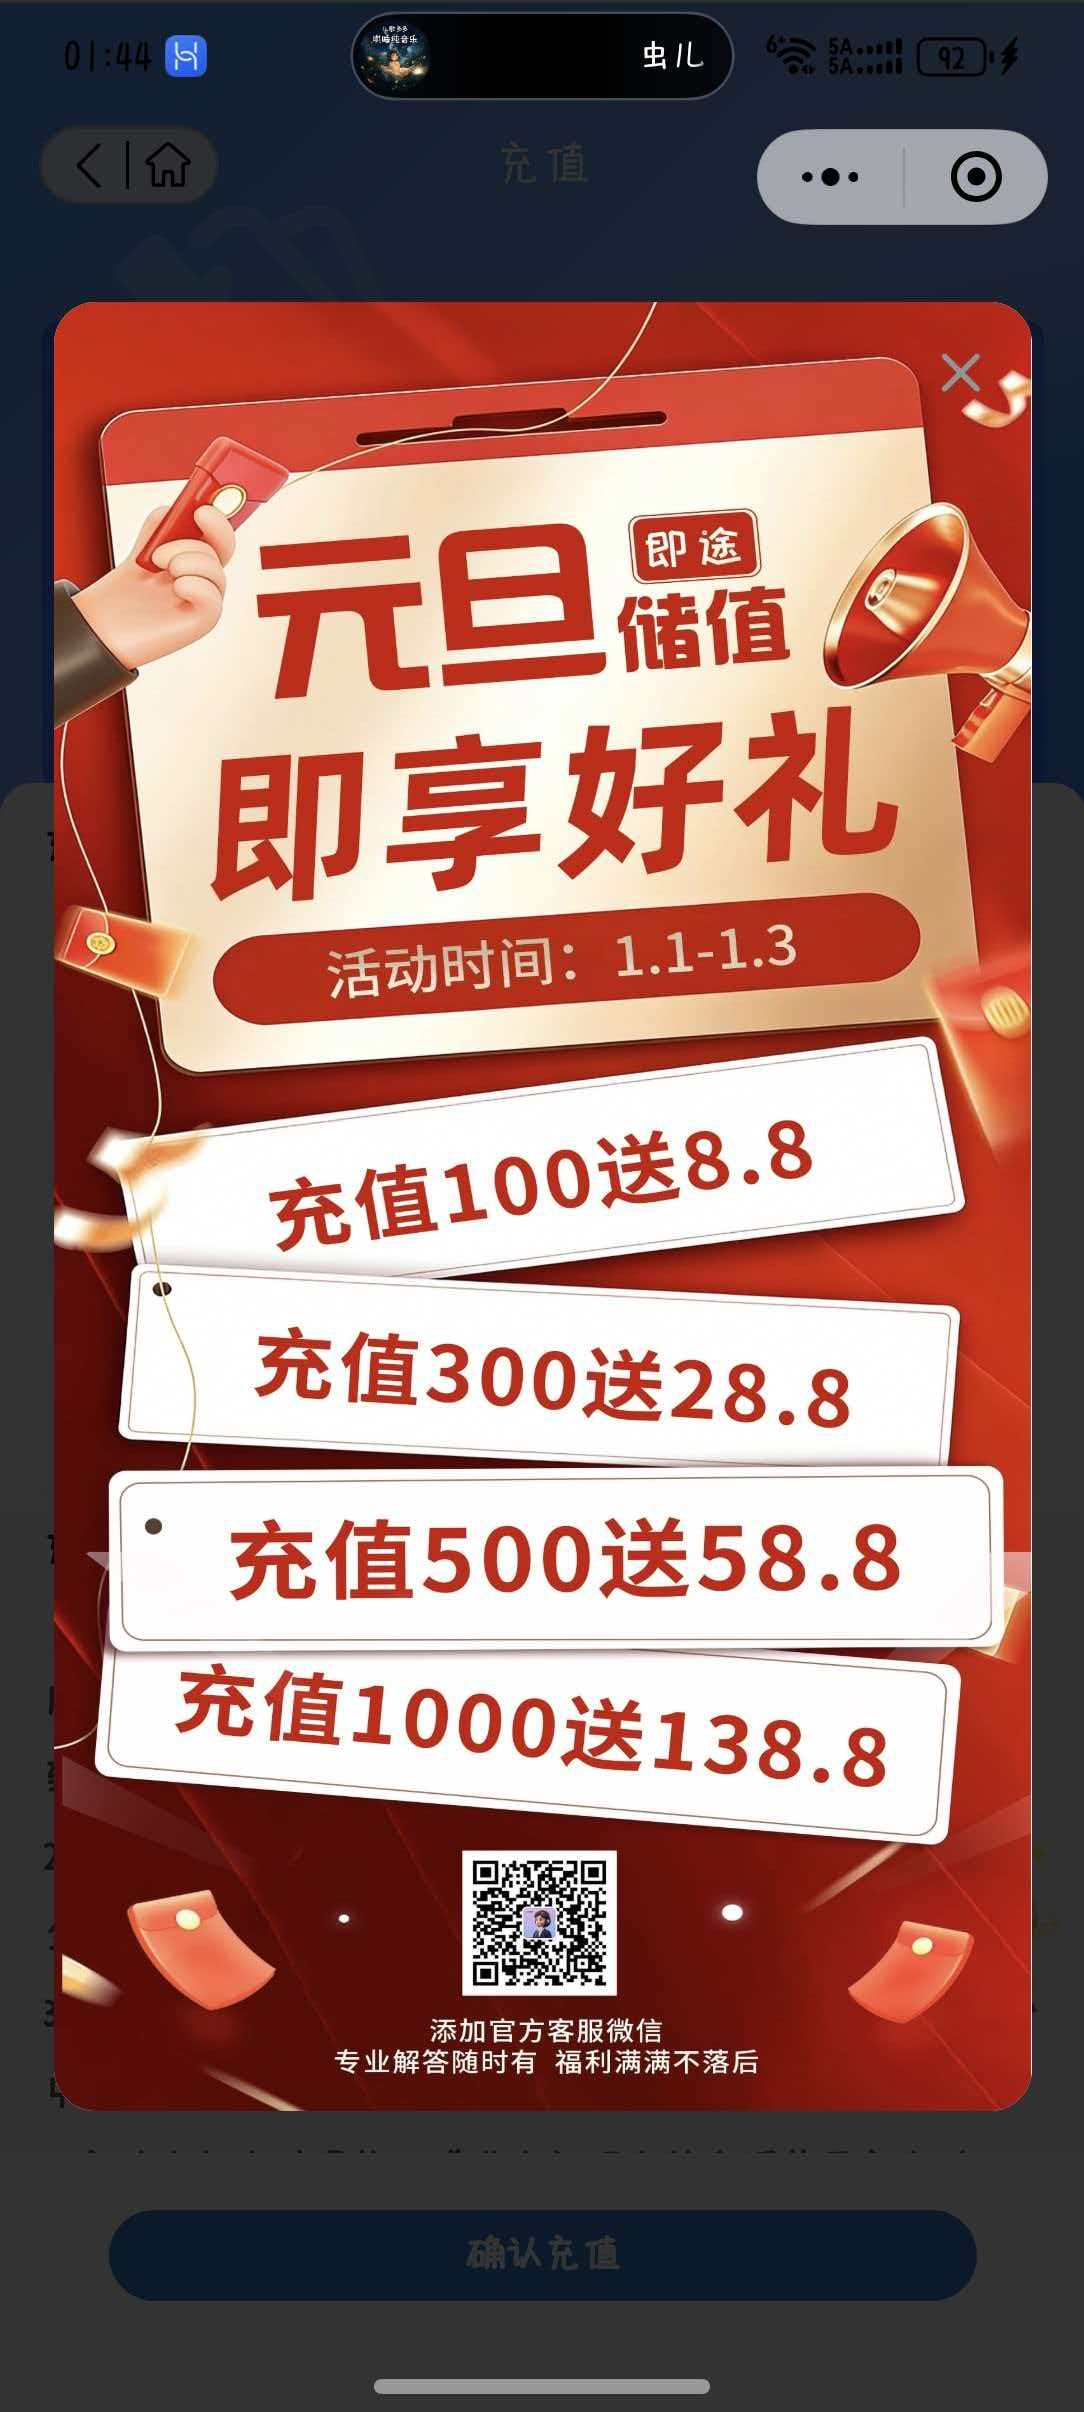 01:44
虫儿
5A
5A
92
充值
元旦
即途
储值
即享好礼
活动时间：1.1-1.3
充值100送8.8
充值300送28.8
充值500送58.8
充值1000送138.8
添加官方客服微信
专业解答随时有 福利满满不落后
确认充值